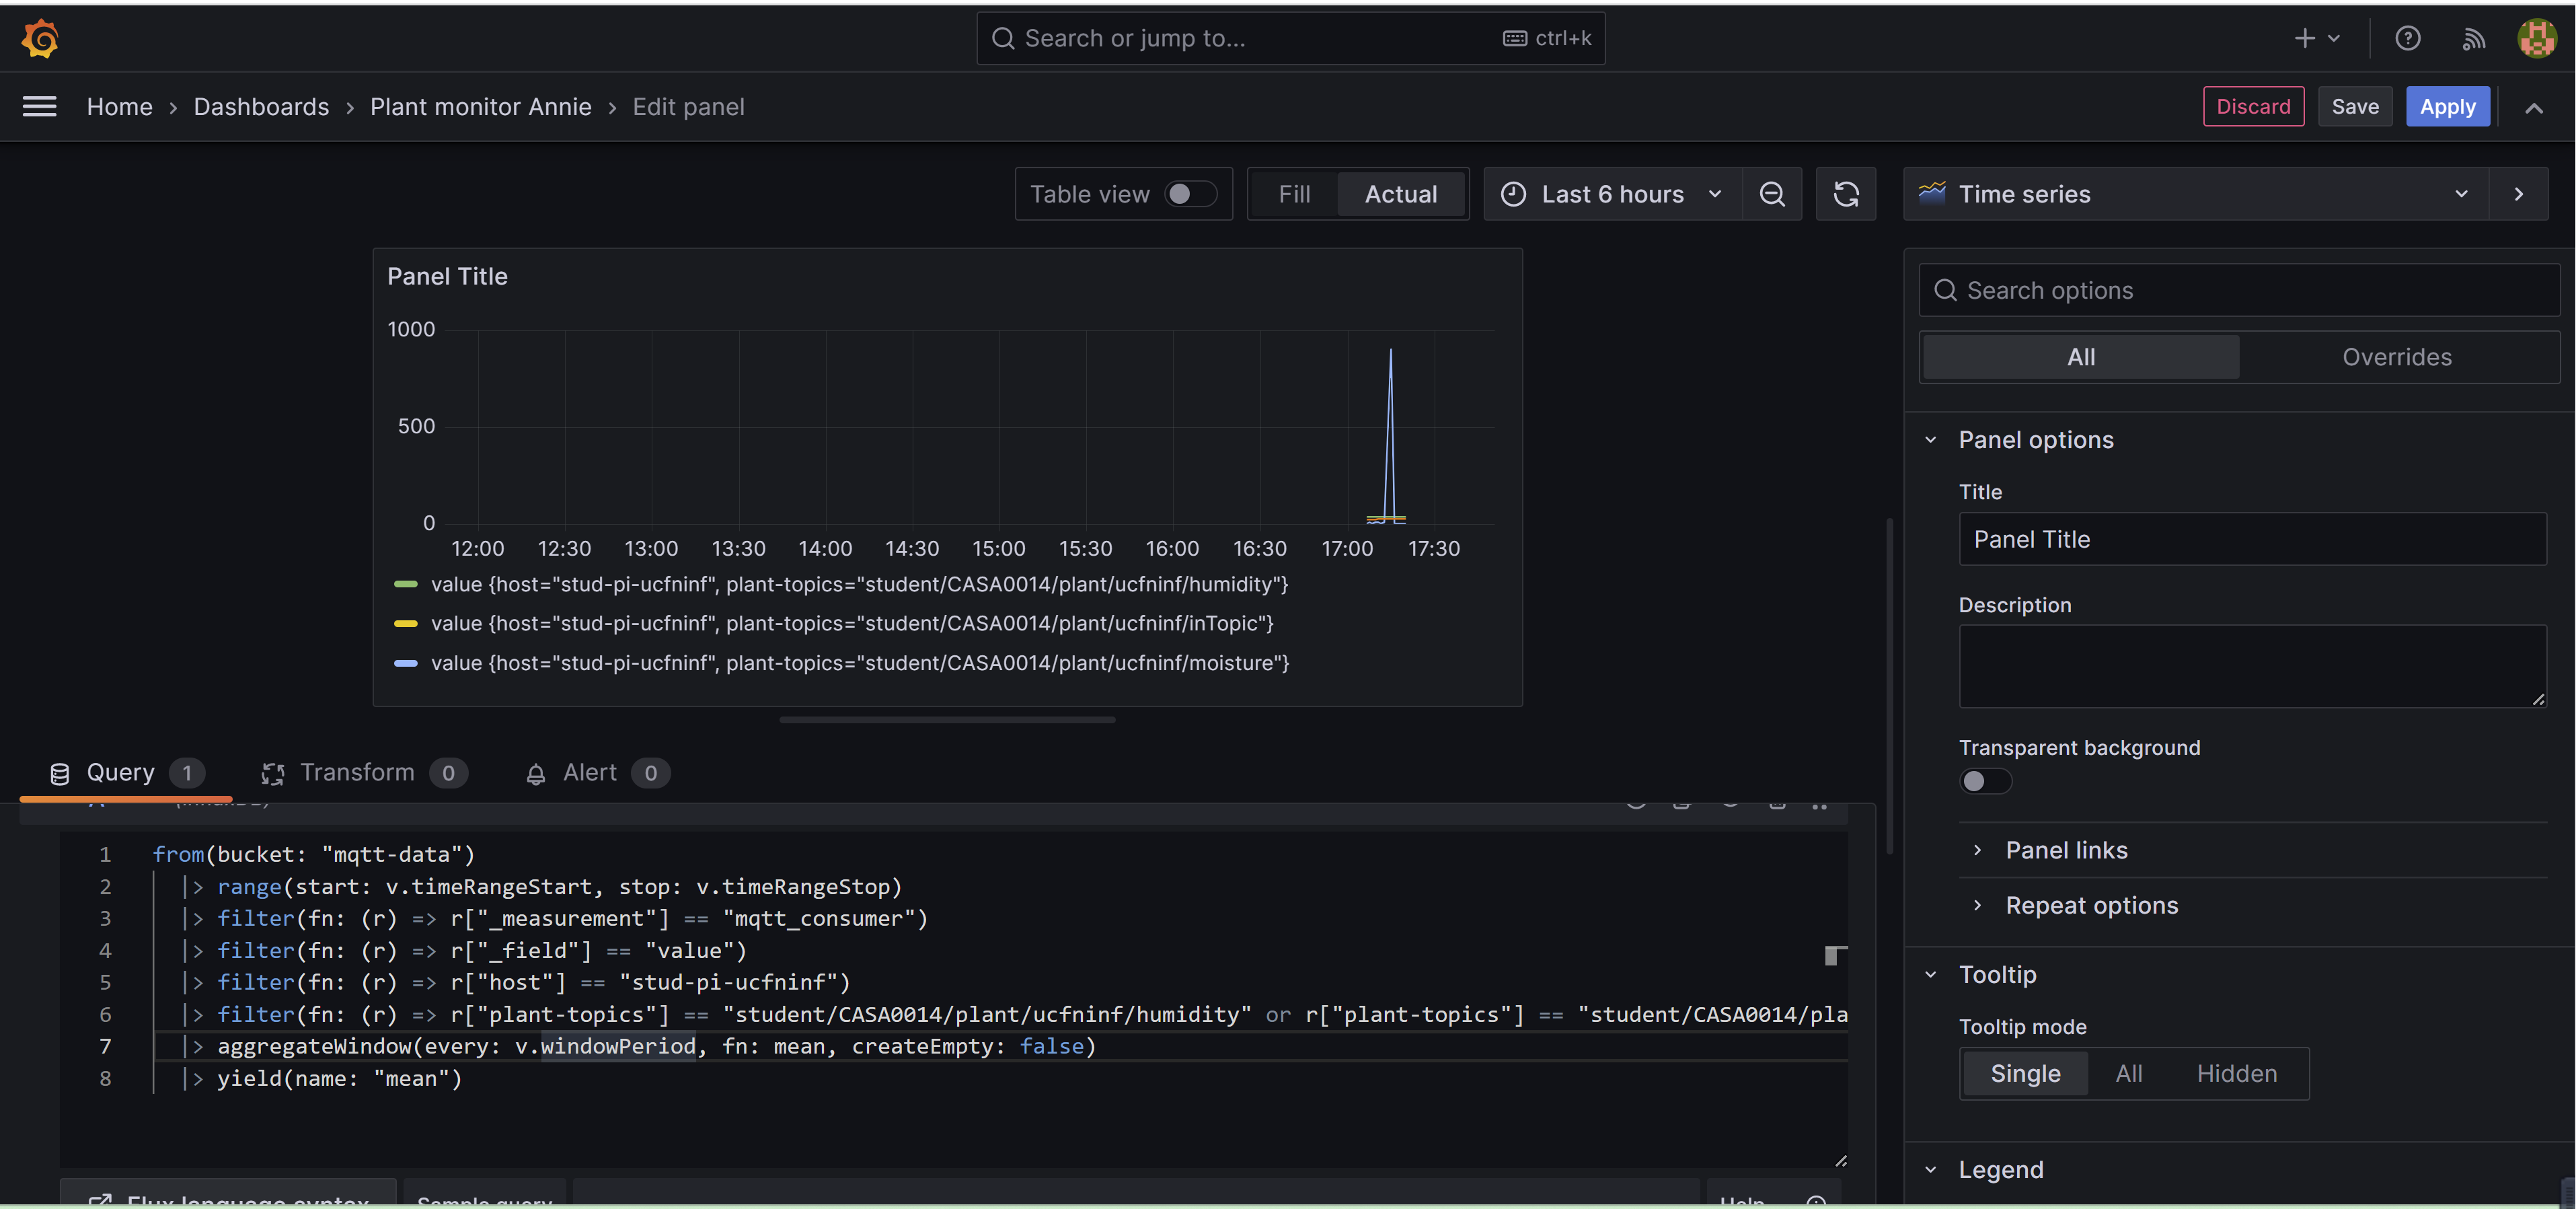 Search or jump to... ctrl+k
Home › Dashboards › Plant monitor Annie › Edit panel
Discard Save Apply
Table view Fill Actual Last 6 hours Time series
Panel Title
1000
500
0
12:00 12:30 13:00 13:30 14:00 14:30 15:00 15:30 16:00 16:30 17:00 17:30
value {host="stud-pi-ucfninf", plant-topics="student/CASA0014/plant/ucfninf/humidity"}
value {host="stud-pi-ucfninf", plant-topics="student/CASA0014/plant/ucfninf/inTopic"}
value {host="stud-pi-ucfninf", plant-topics="student/CASA0014/plant/ucfninf/moisture"}
Query 1 Transform 0 Alert 0
1 from(bucket: "mqtt-data")
2 |> range(start: v.timeRangeStart, stop: v.timeRangeStop)
3 |> filter(fn: (r) => r["_measurement"] == "mqtt_consumer")
4 |> filter(fn: (r) => r["_field"] == "value")
5 |> filter(fn: (r) => r["host"] == "stud-pi-ucfninf")
6 |> filter(fn: (r) => r["plant-topics"] == "student/CASA0014/plant/ucfninf/humidity" or r["plant-topics"] == "student/CASA0014/pla
7 |> aggregateWindow(every: v.windowPeriod, fn: mean, createEmpty: false)
8 |> yield(name: "mean")
Flux language syntax Sample query Help
Search options
All Overrides
Panel options
Title
Panel Title
Description
Transparent background
Panel links
Repeat options
Tooltip
Tooltip mode
Single All Hidden
Legend